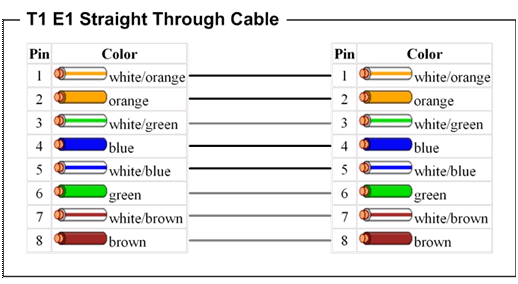 T1 E1 Straight Through Cable
Pin Color Pin Color
1 white/orange 1 white/orange
2 orange 2 orange
3 white/green 3 white/green
4 blue 4 blue
5 white/blue 5 white/blue
6 green 6 green
7 white/brown 7 white/brown
8 brown 8 brown